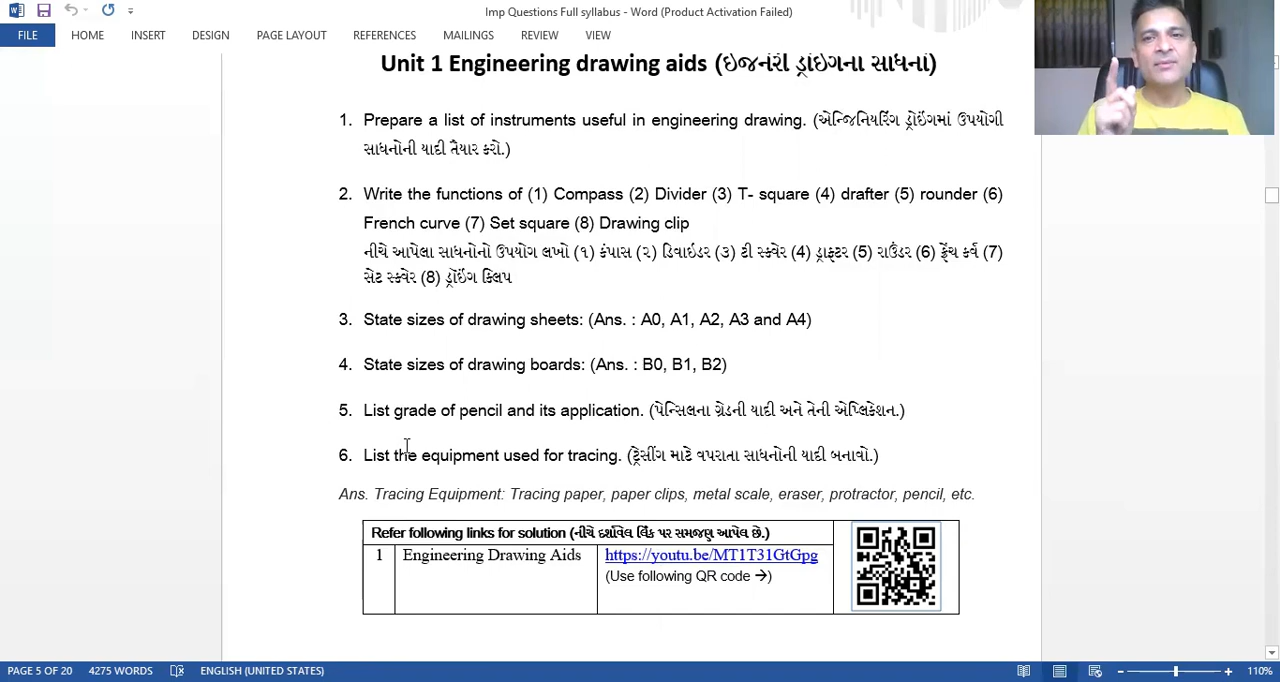 Imp Questions Full syllabus - Word (Product Activation Failed)
FILE HOME INSERT DESIGN PAGE LAYOUT REFERENCES MAILINGS REVIEW VIEW
Unit 1 Engineering drawing aids (ઇજનેરી ડ્રોઇંગના સાધનો)
1. Prepare a list of instruments useful in engineering drawing. (એન્જિનિયરિંગ ડ્રોઇંગમાં ઉપયોગી
સાધનોની યાદી તૈયાર કરો.)
2. Write the functions of (1) Compass (2) Divider (3) T- square (4) drafter (5) rounder (6)
French curve (7) Set square (8) Drawing clip
નીચે આપેલા સાધનોનો ઉપયોગ લખો (૧) કંપાસ (૨) ડિવાઇડર (૩) ટી સ્ક્વેર (4) ડ્રાફ્ટર (5) રાઉંડર (6) ફ્રેંચ કર્વ (7)
સેટ સ્ક્વેર (8) ડ્રોઇંગ ક્લિપ
3. State sizes of drawing sheets: (Ans. : A0, A1, A2, A3 and A4)
4. State sizes of drawing boards: (Ans. : B0, B1, B2)
5. List grade of pencil and its application. (પેન્સિલના ગ્રેડની યાદી અને તેની એપ્લિકેશન.)
6. List the equipment used for tracing. (ટ્રેસીંગ માટે વપરાતા સાધનોની યાદી બનાવો.)
Ans. Tracing Equipment: Tracing paper, paper clips, metal scale, eraser, protractor, pencil, etc.
Refer following links for solution (નીચે દર્શાવેલ લિંક પર સમજણ આપેલ છે.)
1 Engineering Drawing Aids https://youtu.be/MT1T31GtGpg
(Use following QR code →)
PAGE 5 OF 20 4275 WORDS ENGLISH (UNITED STATES) 110%